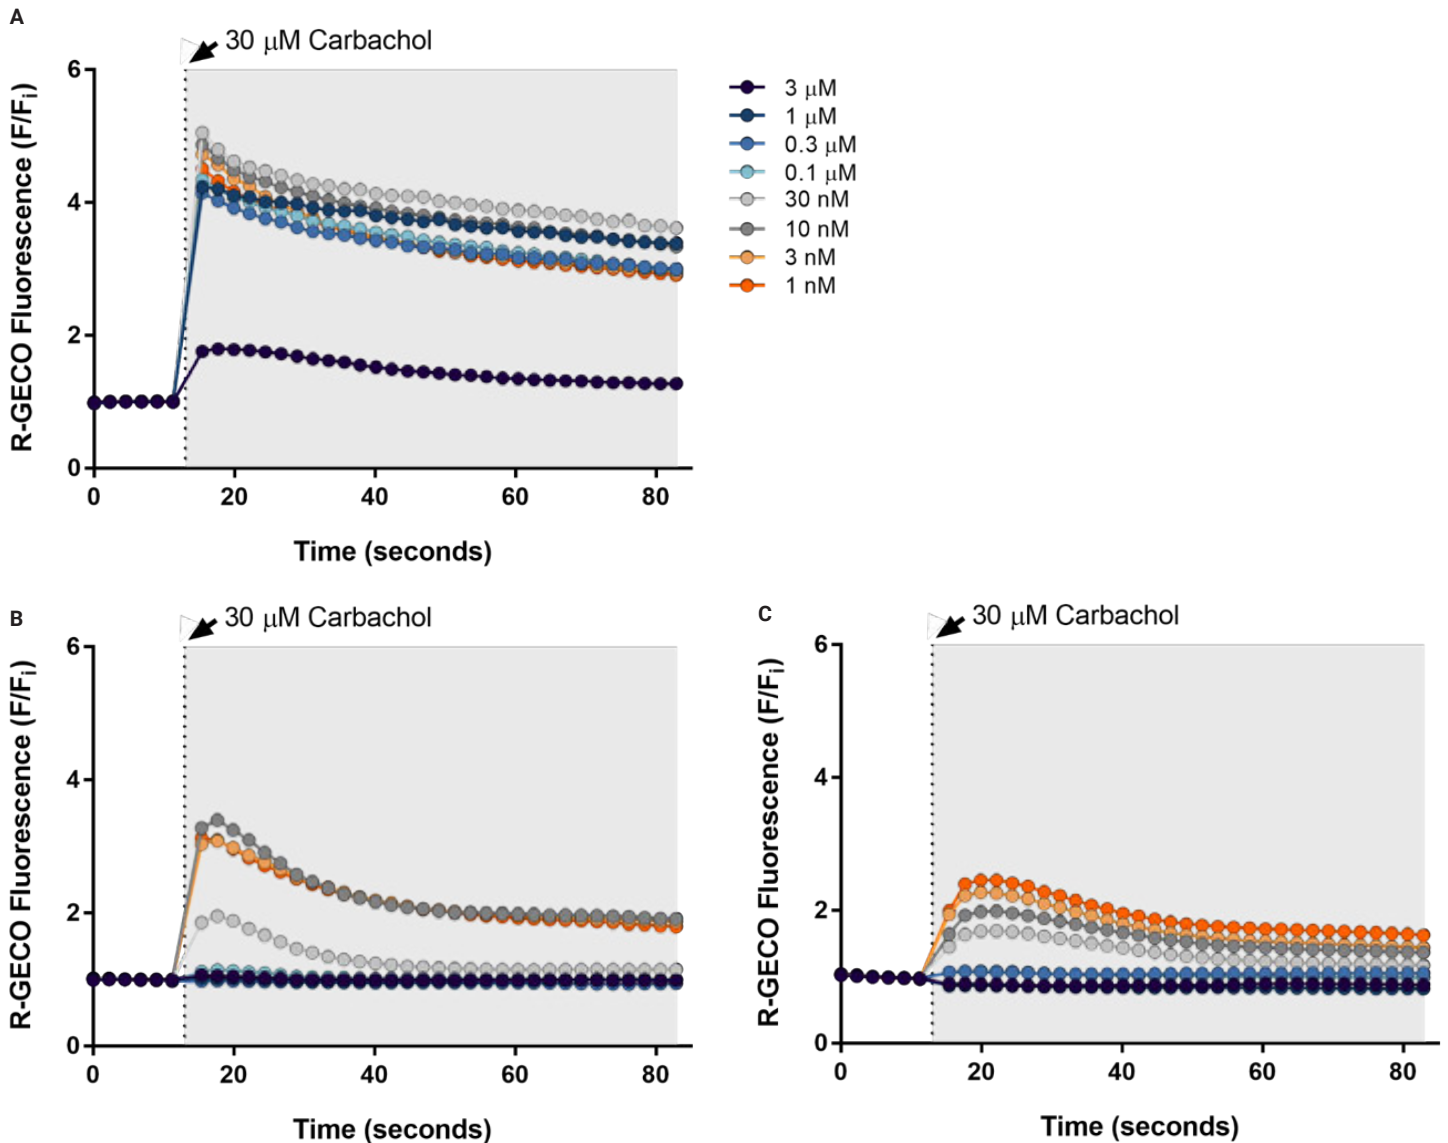 A
30 μM Carbachol
6
4
2
0
0 20 40 60 80
R-GECO Fluorescence (F/Fi)
Time (seconds)
3 μM
1 μM
0.3 μM
0.1 μM
30 nM
10 nM
3 nM
1 nM
B
30 μM Carbachol
6
4
2
0
0 20 40 60 80
R-GECO Fluorescence (F/Fi)
Time (seconds)
C
30 μM Carbachol
6
4
2
0
0 20 40 60 80
R-GECO Fluorescence (F/Fi)
Time (seconds)